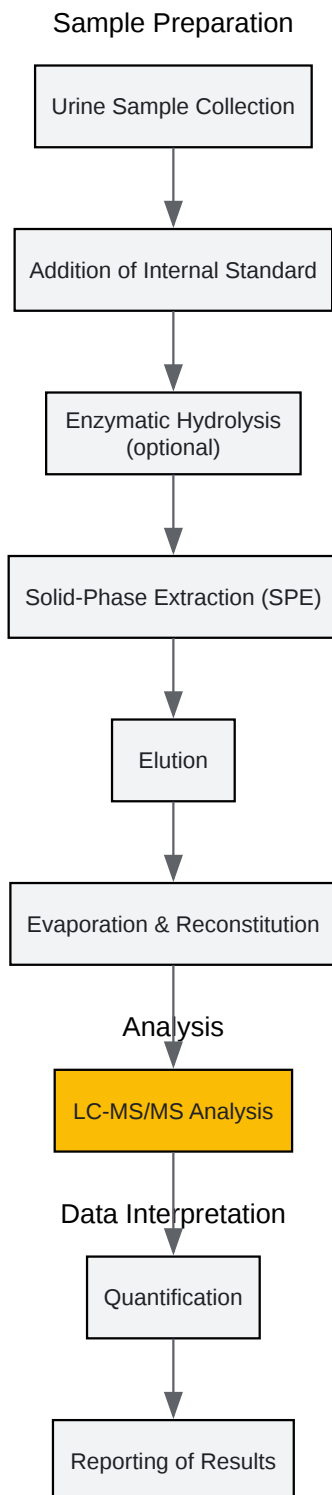 Sample Preparation
Urine Sample Collection
Addition of Internal Standard
Enzymatic Hydrolysis
(optional)
Solid-Phase Extraction (SPE)
Elution
Evaporation & Reconstitution
Analysis
LC-MS/MS Analysis
Data Interpretation
Quantification
Reporting of Results